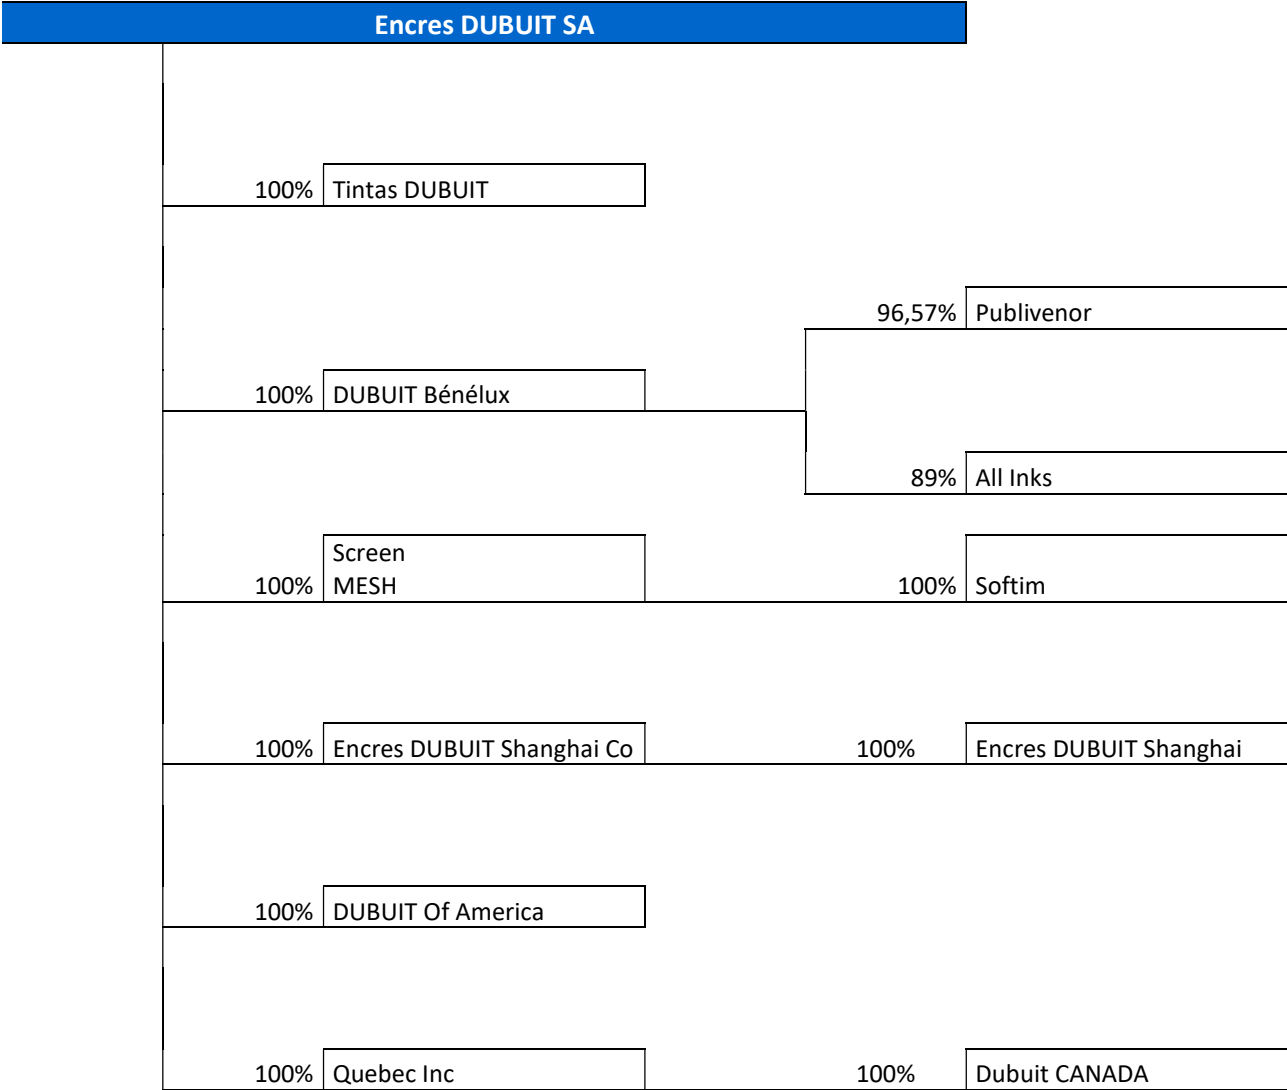 Encres DUBUIT SA
100% Tintas DUBUIT
96,57% Publivenor
100% DUBUIT Bénélux
89% All Inks
Screen
100% MESH 100% Softim
100% Encres DUBUIT Shanghai Co 100% Encres DUBUIT Shanghai
100% DUBUIT Of America
100% Quebec Inc 100% Dubuit CANADA